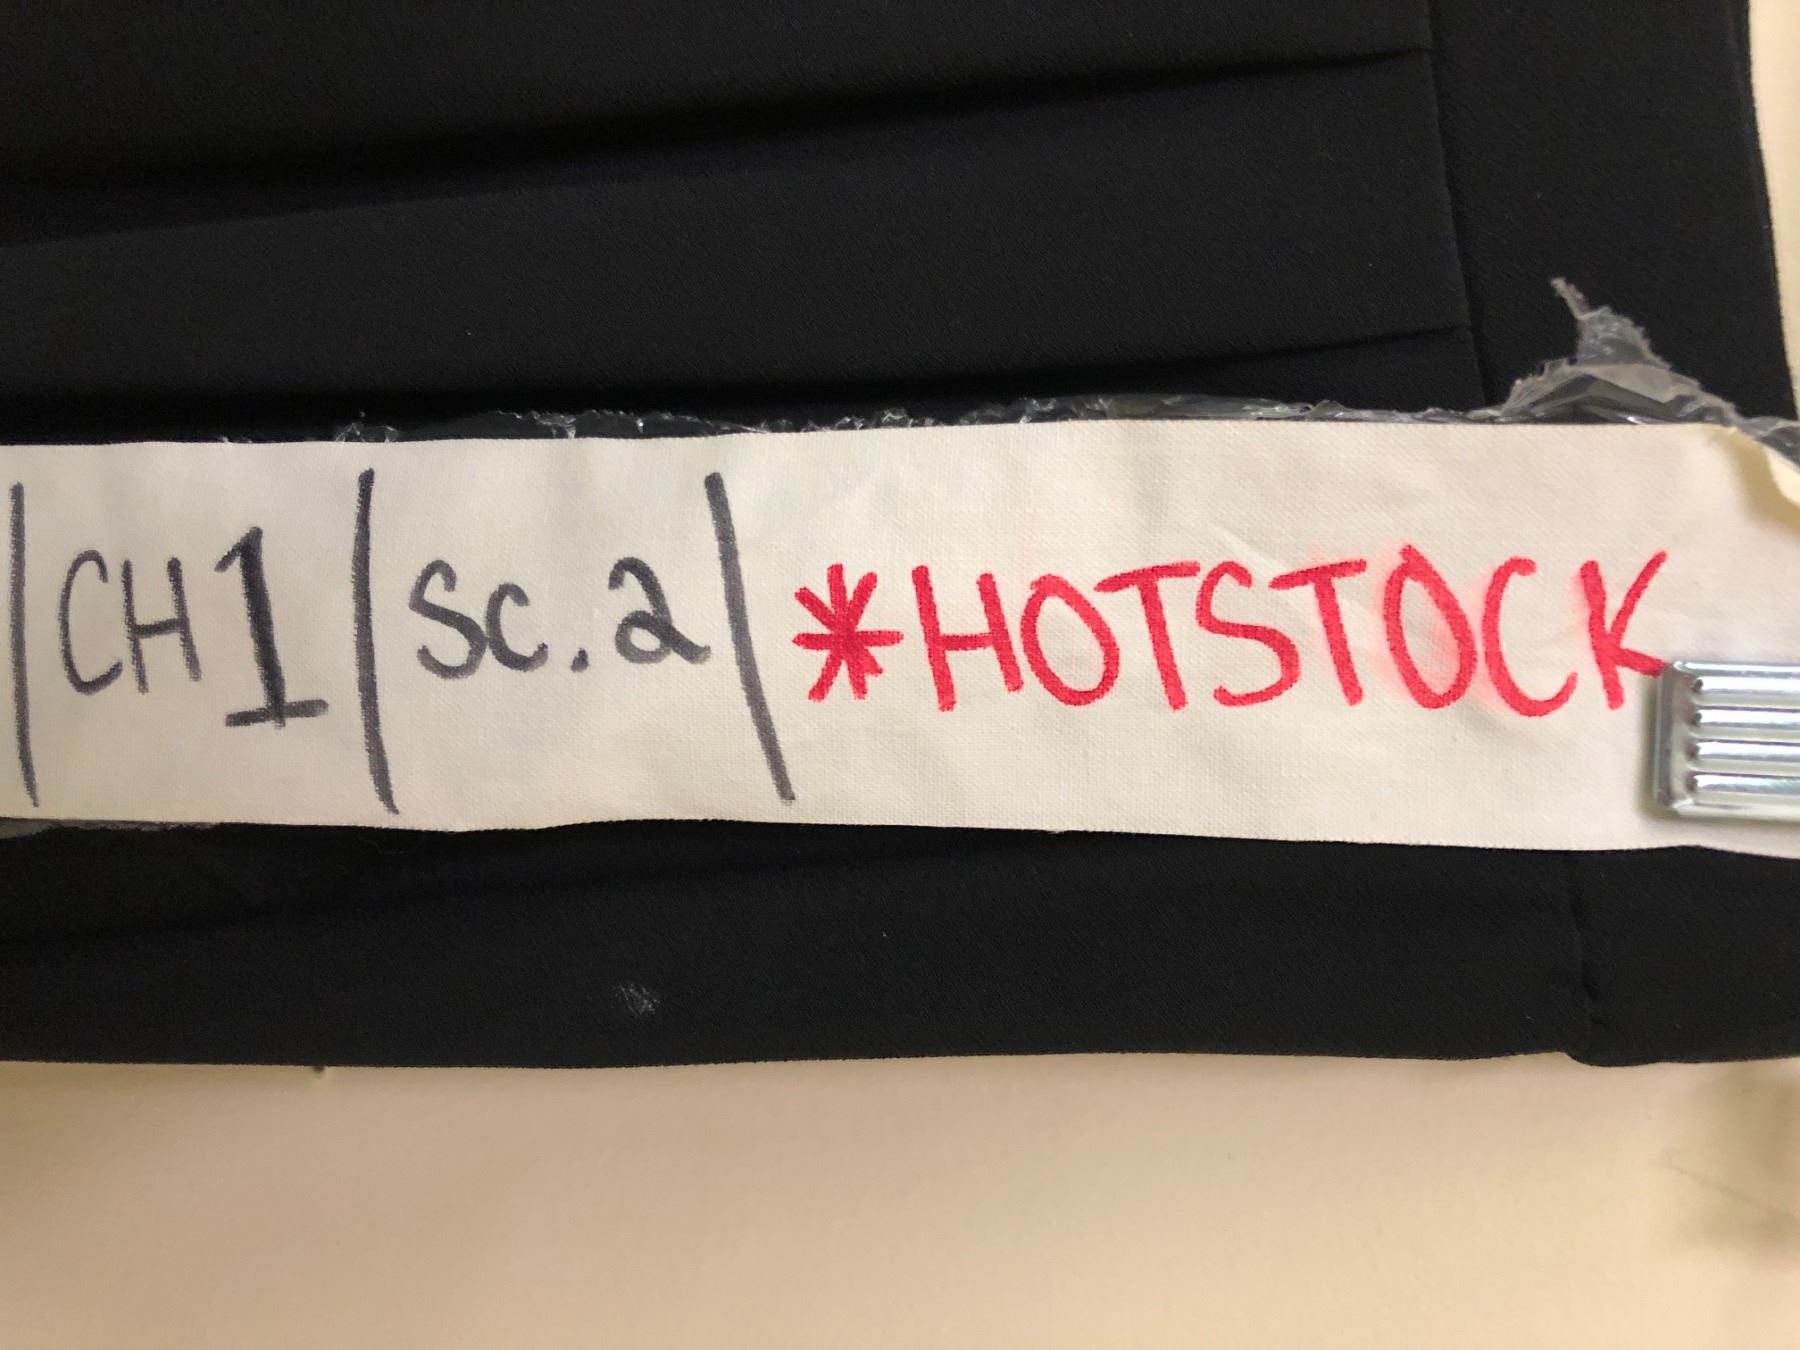 | CH1 | SC.2 | *HOTSTOCK